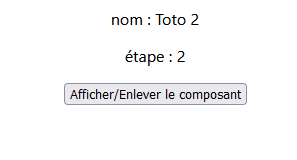 nom : Toto 2
étape : 2
Afficher/Enlever le composant